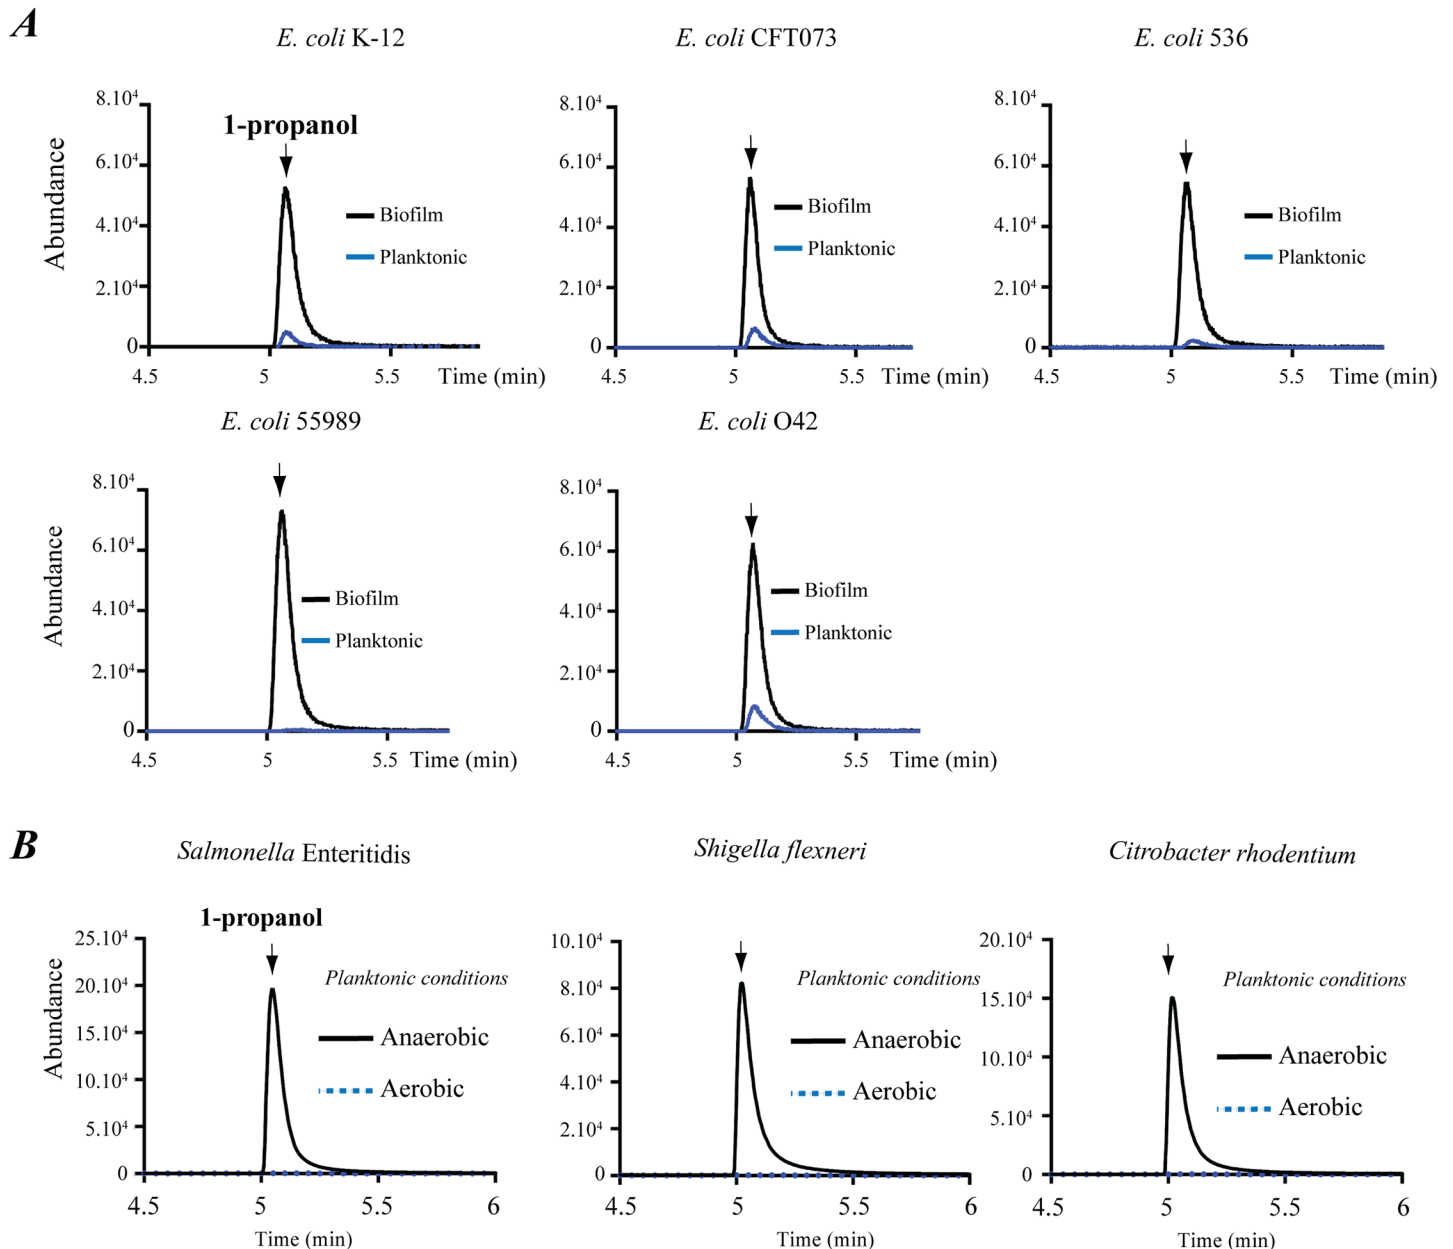 A
E. coli K-12
E. coli CFT073
E. coli 536
Abundance
8.10⁴
6.10⁴
4.10⁴
2.10⁴
0
1-propanol
Biofilm
Planktonic
4.5
5
5.5
Time (min)
8.10⁴
6.10⁴
4.10⁴
2.10⁴
0
Biofilm
Planktonic
4.5
5
5.5
Time (min)
8.10⁴
6.10⁴
4.10⁴
2.10⁴
0
Biofilm
Planktonic
4.5
5
5.5
Time (min)
E. coli 55989
E. coli O42
Abundance
8.10⁴
6.10⁴
4.10⁴
2.10⁴
0
Biofilm
Planktonic
4.5
5
5.5
Time (min)
8.10⁴
6.10⁴
4.10⁴
2.10⁴
0
Biofilm
Planktonic
4.5
5
5.5
Time (min)
B
Salmonella Enteritidis
Shigella flexneri
Citrobacter rhodentium
Abundance
1-propanol
25.10⁴
20.10⁴
15.10⁴
10.10⁴
5.10⁴
0
Planktonic conditions
Anaerobic
Aerobic
4.5
5
5.5
6
Time (min)
10.10⁴
8.10⁴
6.10⁴
4.10⁴
2.10⁴
0
Planktonic conditions
Anaerobic
Aerobic
4.5
5
5.5
6
Time (min)
20.10⁴
15.10⁴
10.10⁴
5.10⁴
0
Planktonic conditions
Anaerobic
Aerobic
4.5
5
5.5
6
Time (min)